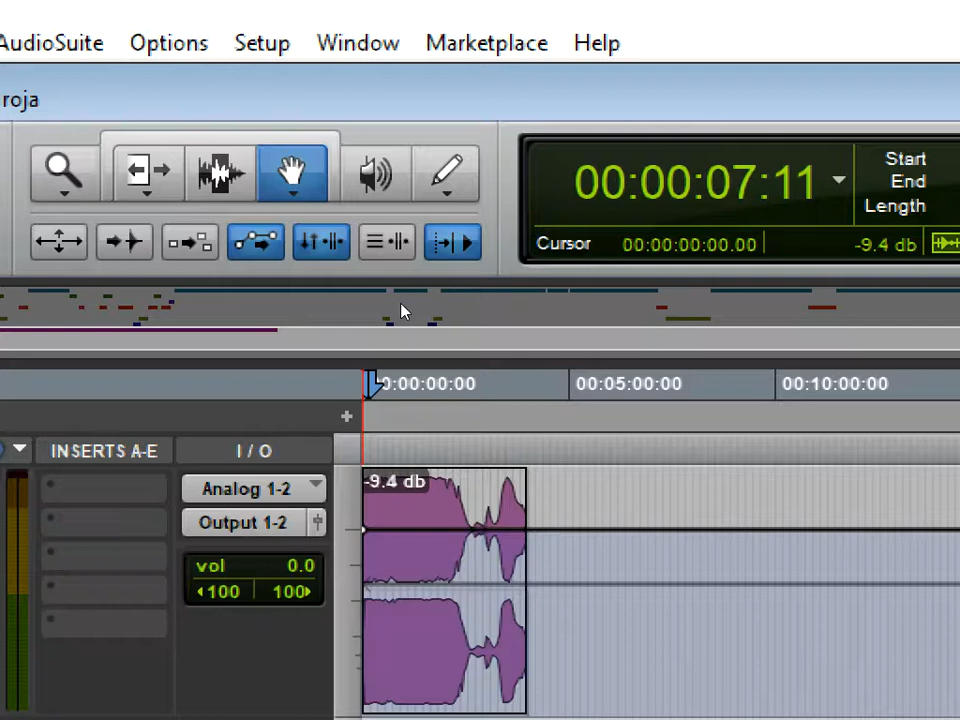 AudioSuite Options Setup Window Marketplace Help
roja
00:00:07:11
Start
End
Length
Cursor 00:00:00:00.00 -9.4 db
0:00:00:00 00:05:00:00 00:10:00:00
+
INSERTS A-E I / O
-9.4 db
Analog 1-2
Output 1-2
vol 0.0
100 100